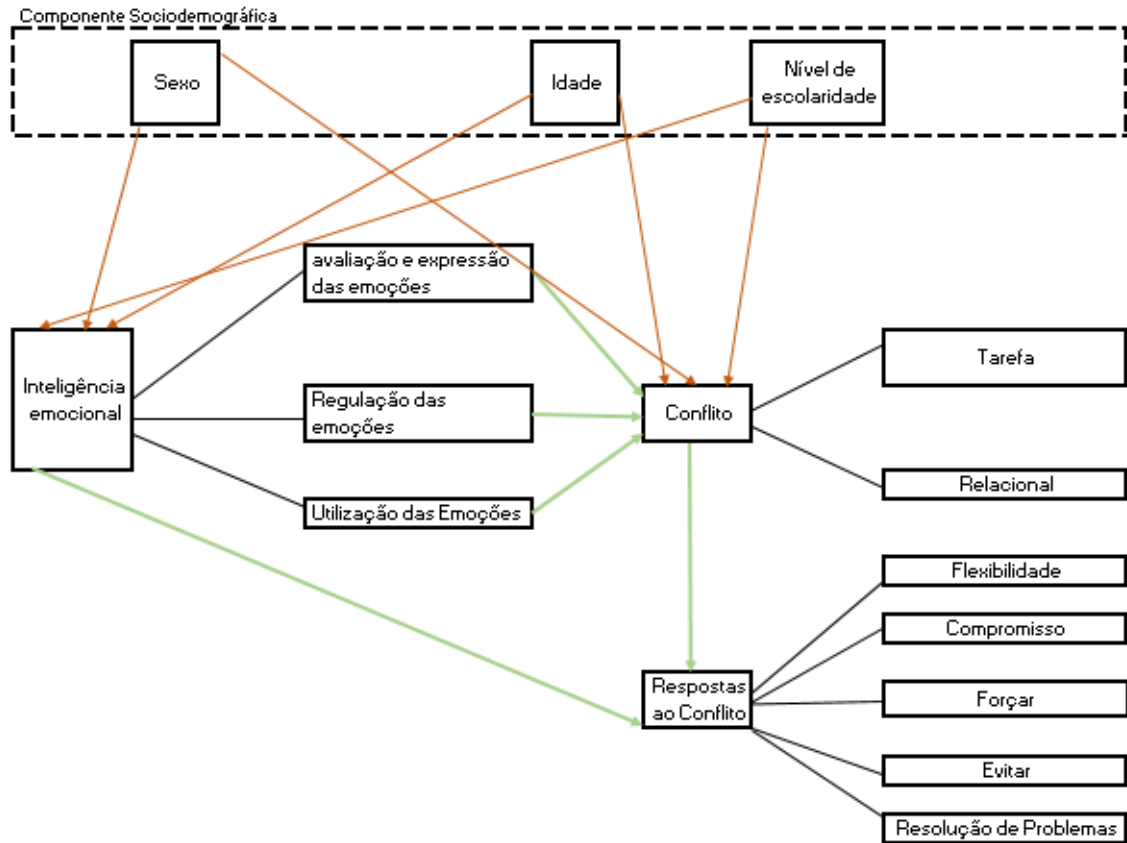 Componente Sociodemográfica
Sexo
Idade
Nível de
escolaridade
avaliação e expressão
das emoções
Inteligência
emocional
Regulação das
emoções
Utilização das Emoções
Conflito
Tarefa
Relacional
Flexibilidade
Compromisso
Respostas
ao Conflito
Forçar
Evitar
Resolução de Problemas